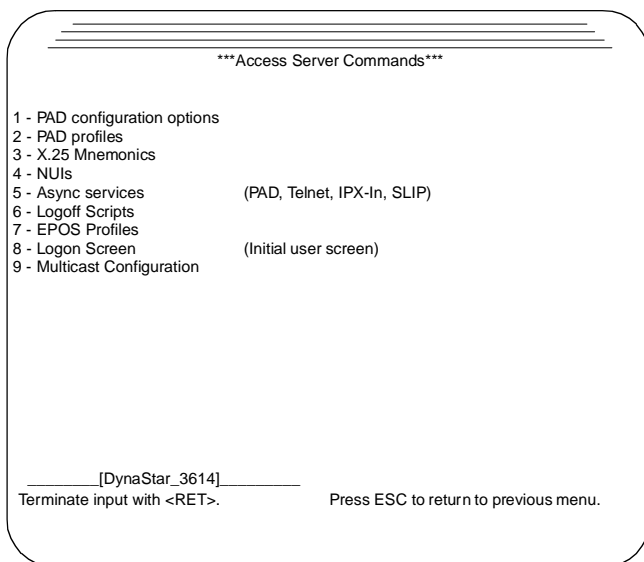 ***Access Server Commands***
1 - PAD configuration options
2 - PAD profiles
3 - X.25 Mnemonics
4 - NUIs
5 - Async services (PAD, Telnet, IPX-In, SLIP)
6 - Logoff Scripts
7 - EPOS Profiles
8 - Logon Screen (Initial user screen)
9 - Multicast Configuration
________[DynaStar_3614]_________
Terminate input with <RET>. Press ESC to return to previous menu.